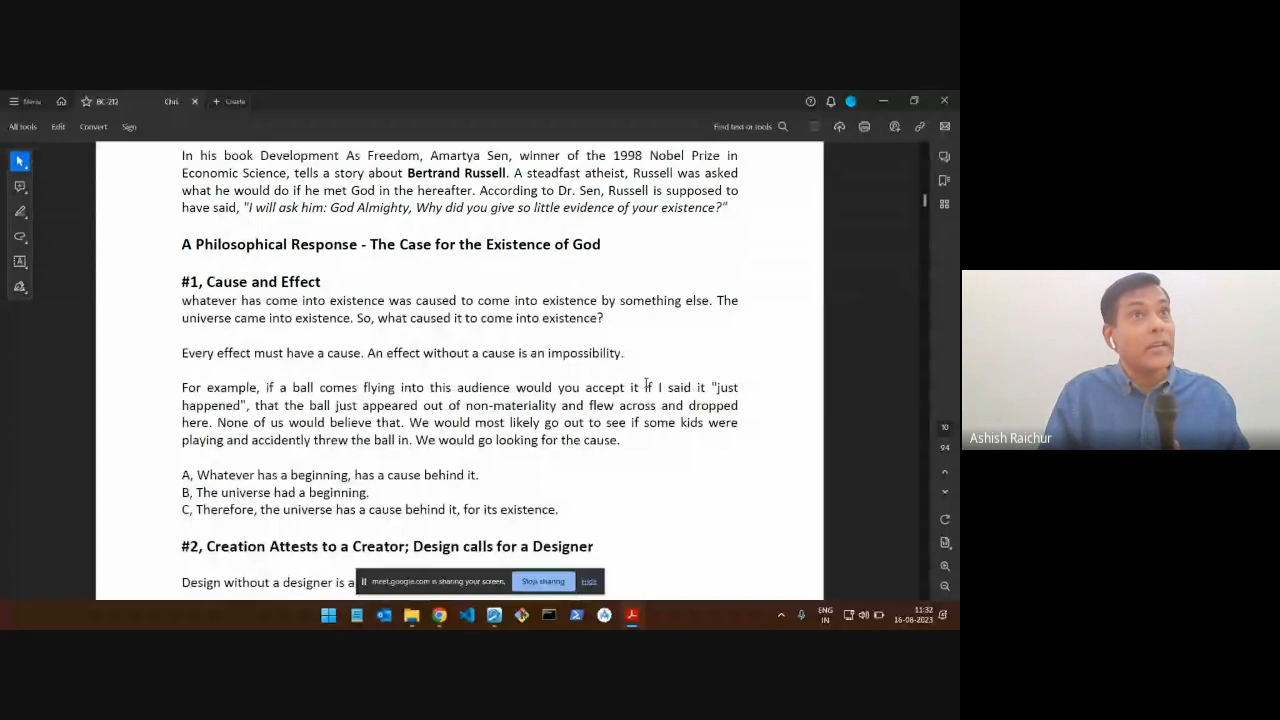 Menu
BC-212
Chri.
Create
All tools
Edit
Convert
Sign
Find text or tools
In his book Development As Freedom, Amartya Sen, winner of the 1998 Nobel Prize in
Economic Science, tells a story about Bertrand Russell. A steadfast atheist, Russell was asked
what he would do if he met God in the hereafter. According to Dr. Sen, Russell is supposed to
have said, "I will ask him: God Almighty, Why did you give so little evidence of your existence?"
A Philosophical Response - The Case for the Existence of God
#1, Cause and Effect
whatever has come into existence was caused to come into existence by something else. The
universe came into existence. So, what caused it to come into existence?
Every effect must have a cause. An effect without a cause is an impossibility.
For example, if a ball comes flying into this audience would you accept it if I said it "just
happened", that the ball just appeared out of non-materiality and flew across and dropped
here. None of us would believe that. We would most likely go out to see if some kids were
playing and accidently threw the ball in. We would go looking for the cause.
A, Whatever has a beginning, has a cause behind it.
B, The universe had a beginning.
C, Therefore, the universe has a cause behind it, for its existence.
#2, Creation Attests to a Creator; Design calls for a Designer
Design without a designer is a
10
94
meet.google.com is sharing your screen.
Stop sharing
Hide
ENG
IN
11:32
16-08-2023
Ashish Raichur